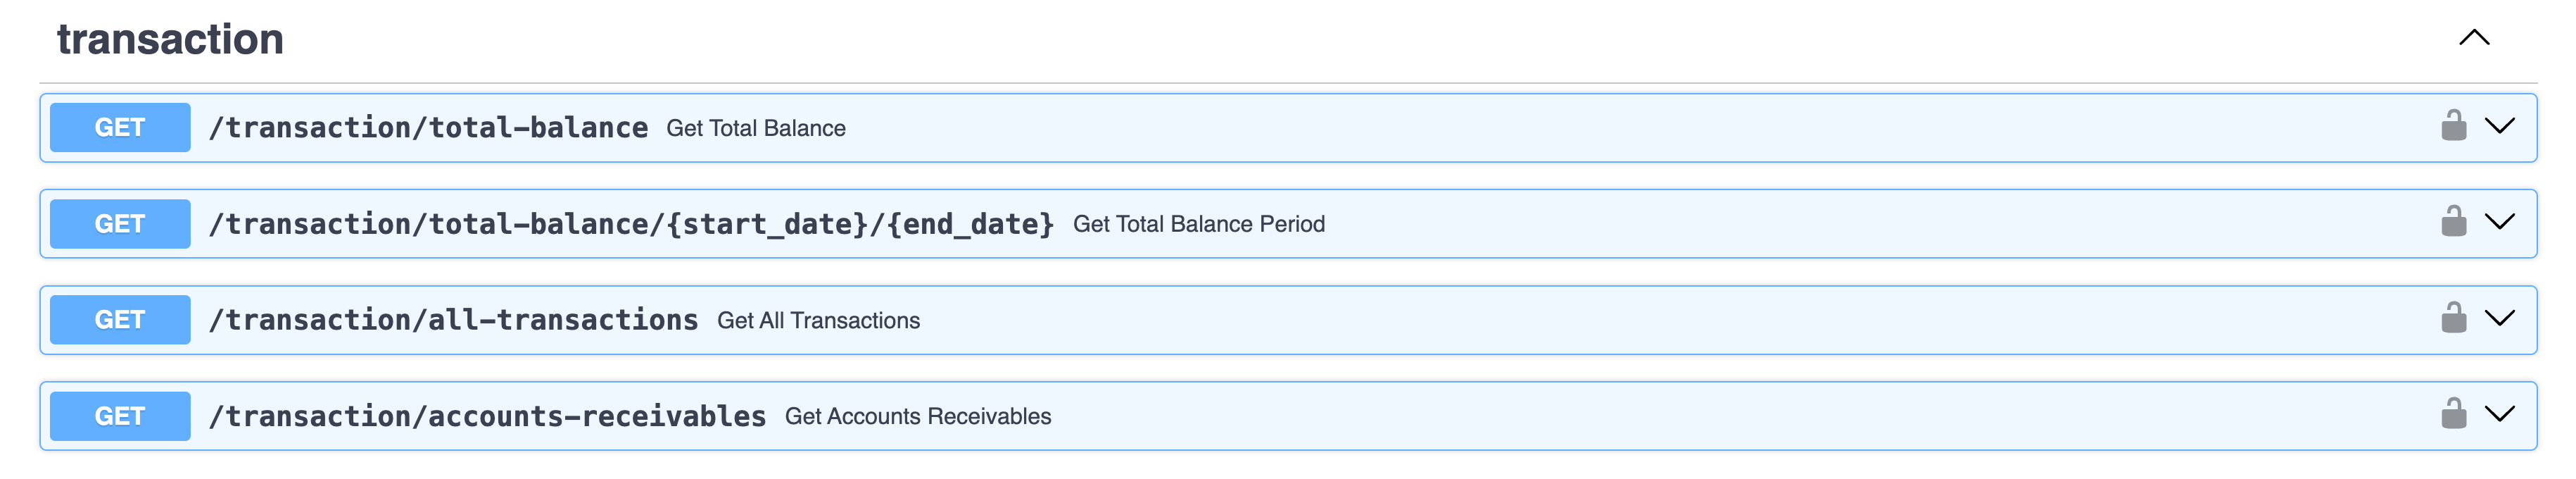 transaction
GET /transaction/total-balance Get Total Balance
GET /transaction/total-balance/{start_date}/{end_date} Get Total Balance Period
GET /transaction/all-transactions Get All Transactions
GET /transaction/accounts-receivables Get Accounts Receivables